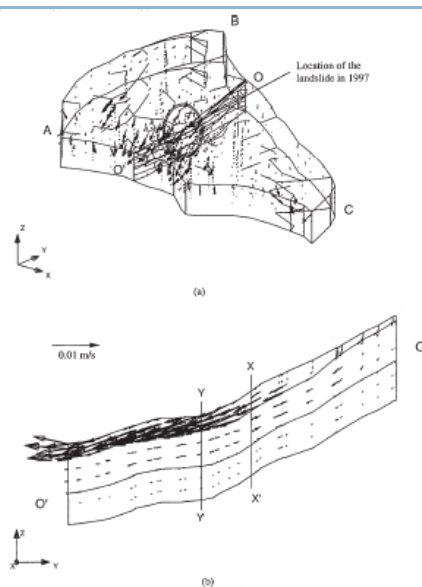 B
Location of the
landslide in 1997
O
A
O'
C
Z
Y
X
(a)
0.01 m/s
O
X
Y
O'
Y'
X'
Z
X
Y
(b)